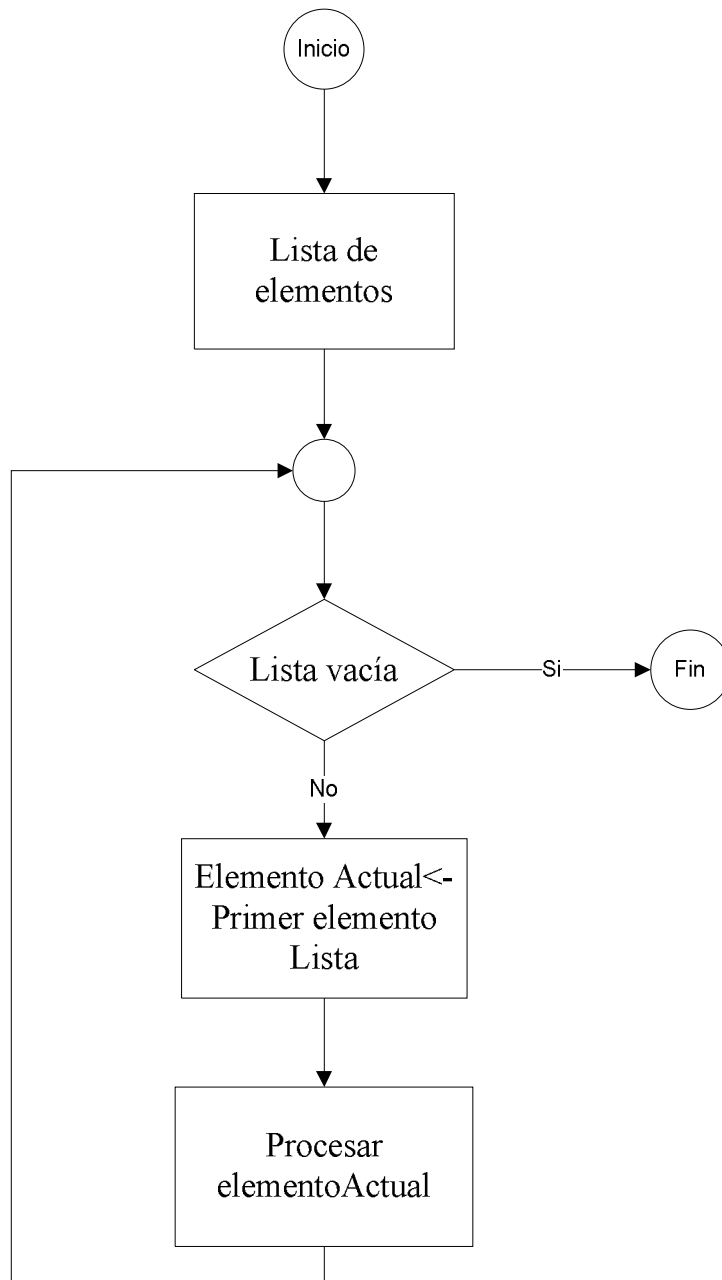 Inicio
Lista de
elementos
Lista vacía
Si
Fin
No
Elemento Actual<-
Primer elemento
Lista
Procesar
elementoActual